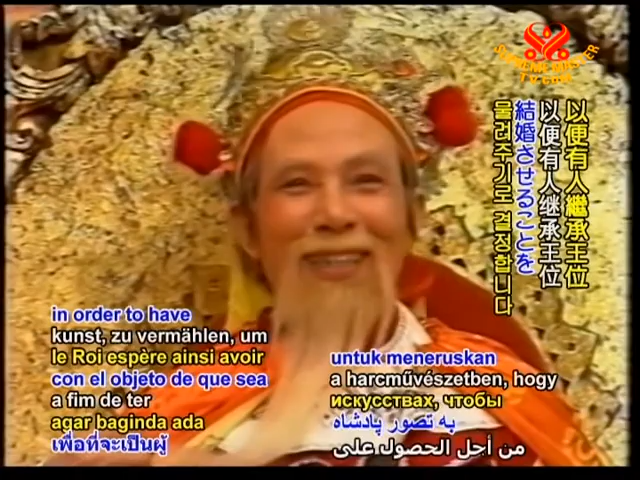 SUPREME MASTER
TV.COM
以便有人繼承王位
以便有人继承王位
結婚させることを
물려주기로 결정합니다
in order to have
kunst, zu vermählen, um
le Roi espère ainsi avoir
con el objeto de que sea
a fim de ter
agar baginda ada
เพื่อที่จะเป็นผู้
untuk meneruskan
a harcművészetben, hogy
искусствах, чтобы
به تصور پادشاه
من أجل الحصول على